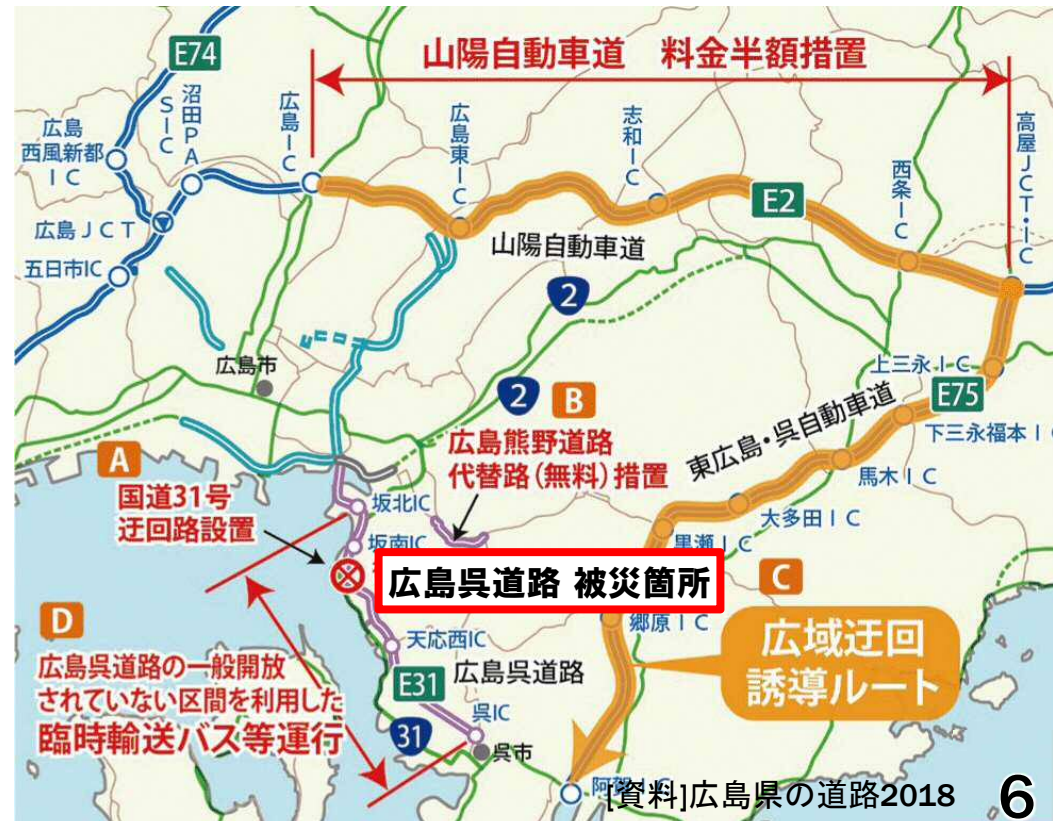 山陽自動車道 料金半額措置
E74
沼田PA
SIC
広島IC
広島
西風新都
IC
広島東IC
志和IC
西条IC
高屋JCT・IC
E2
広島JCT
五日市IC
山陽自動車道
2
広島市
上三永IC
E75
2
B
東広島・呉自動車道
下三永福本IC
広島熊野道路
代替路(無料)措置
馬木IC
A
国道31号
迂回路設置
坂北IC
大多田IC
坂南IC
黒瀬IC
広島呉道路 被災箇所
C
D
郷原IC
天応西IC
広域迂回
誘導ルート
広島呉道路の一般開放
されていない区間を利用した
臨時輸送バス等運行
E31
広島呉道路
31
呉IC
呉市
阿賀IC
[資料]広島県の道路2018
6